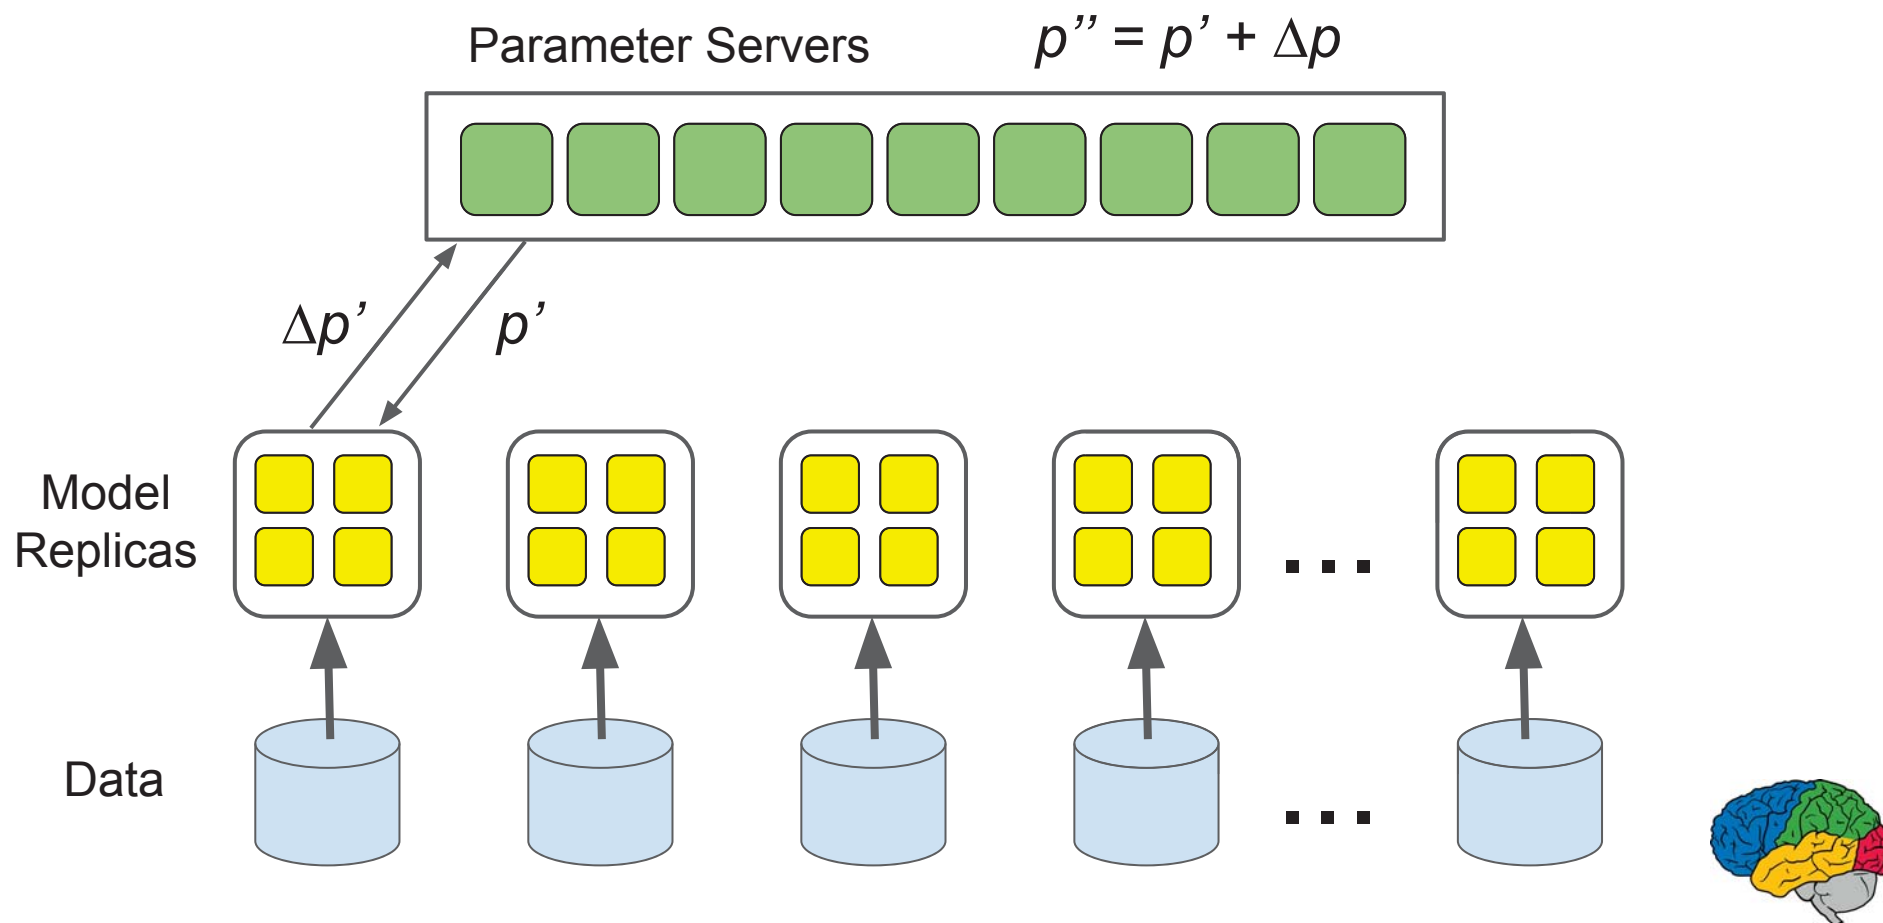 Parameter Servers
p’’ = p’ + Δp
Δp’
p’
Model
Replicas
...
Data
...